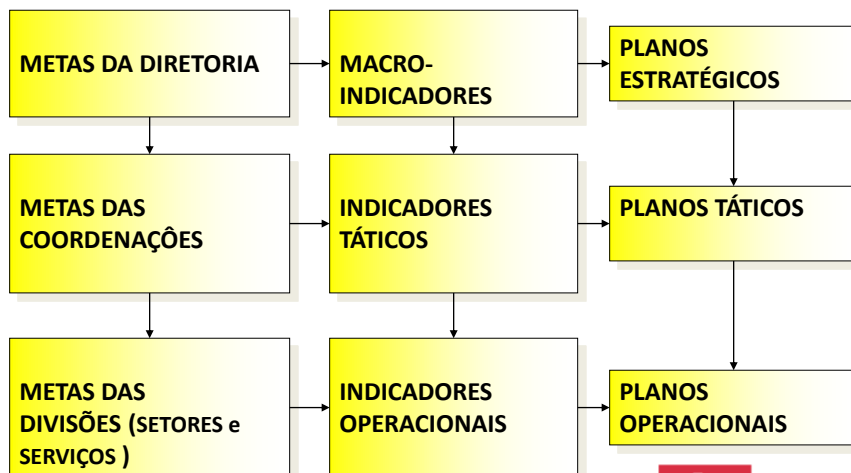 METAS DA DIRETORIA
MACRO-
INDICADORES
PLANOS
ESTRATÉGICOS
METAS DAS
COORDENAÇÔES
INDICADORES
TÁTICOS
PLANOS TÁTICOS
METAS DAS
DIVISÕES (SETORES e
SERVIÇOS )
INDICADORES
OPERACIONAIS
PLANOS
OPERACIONAIS